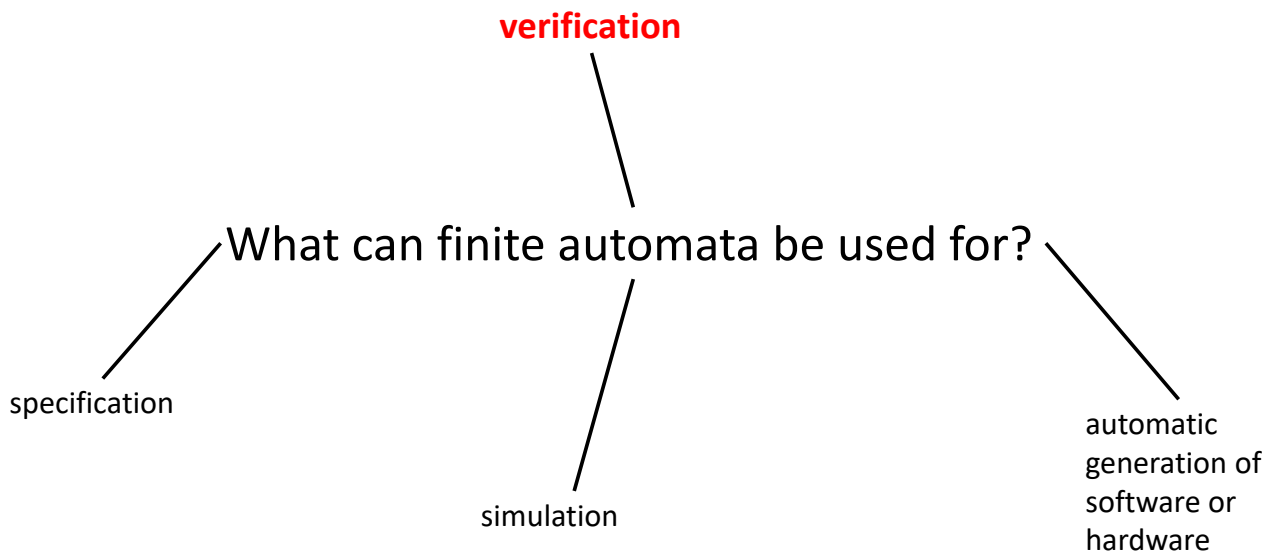 verification
What can finite automata be used for?
specification
simulation
automatic
generation of
software or
hardware